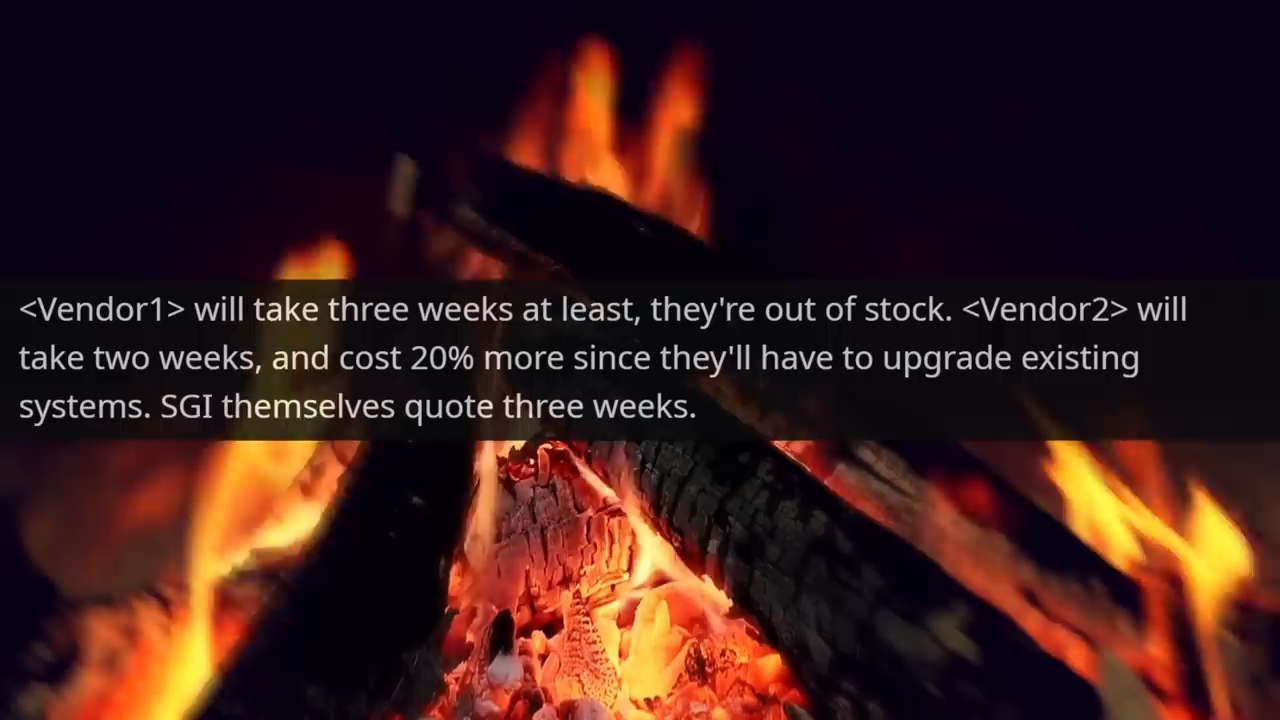 <Vendor1> will take three weeks at least, they're out of stock. <Vendor2> will
take two weeks, and cost 20% more since they'll have to upgrade existing
systems. SGI themselves quote three weeks.